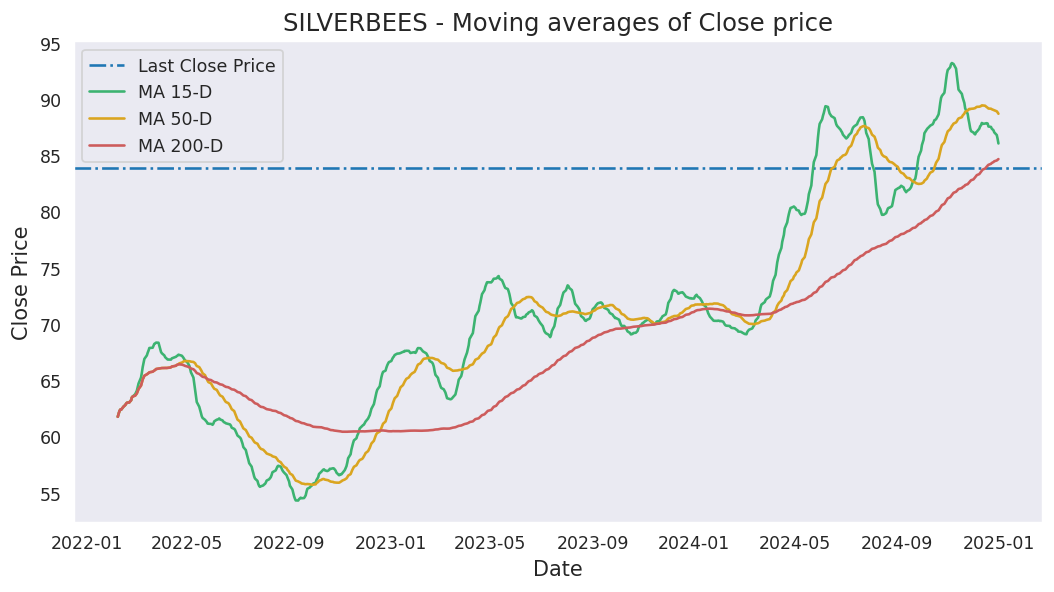 SILVERBEES - Moving averages of Close price
Last Close Price
MA 15-D
MA 50-D
MA 200-D
Close Price
95
90
85
80
75
70
65
60
55
2022-01 2022-05 2022-09 2023-01 2023-05 2023-09 2024-01 2024-05 2024-09 2025-01
Date